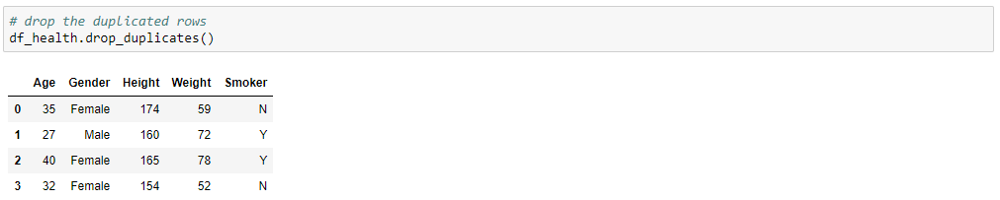 # drop the duplicated rows
df_health.drop_duplicates()
Age Gender Height Weight Smoker
0 35 Female 174 59 N
1 27 Male 160 72 Y
2 40 Female 165 78 Y
3 32 Female 154 52 N